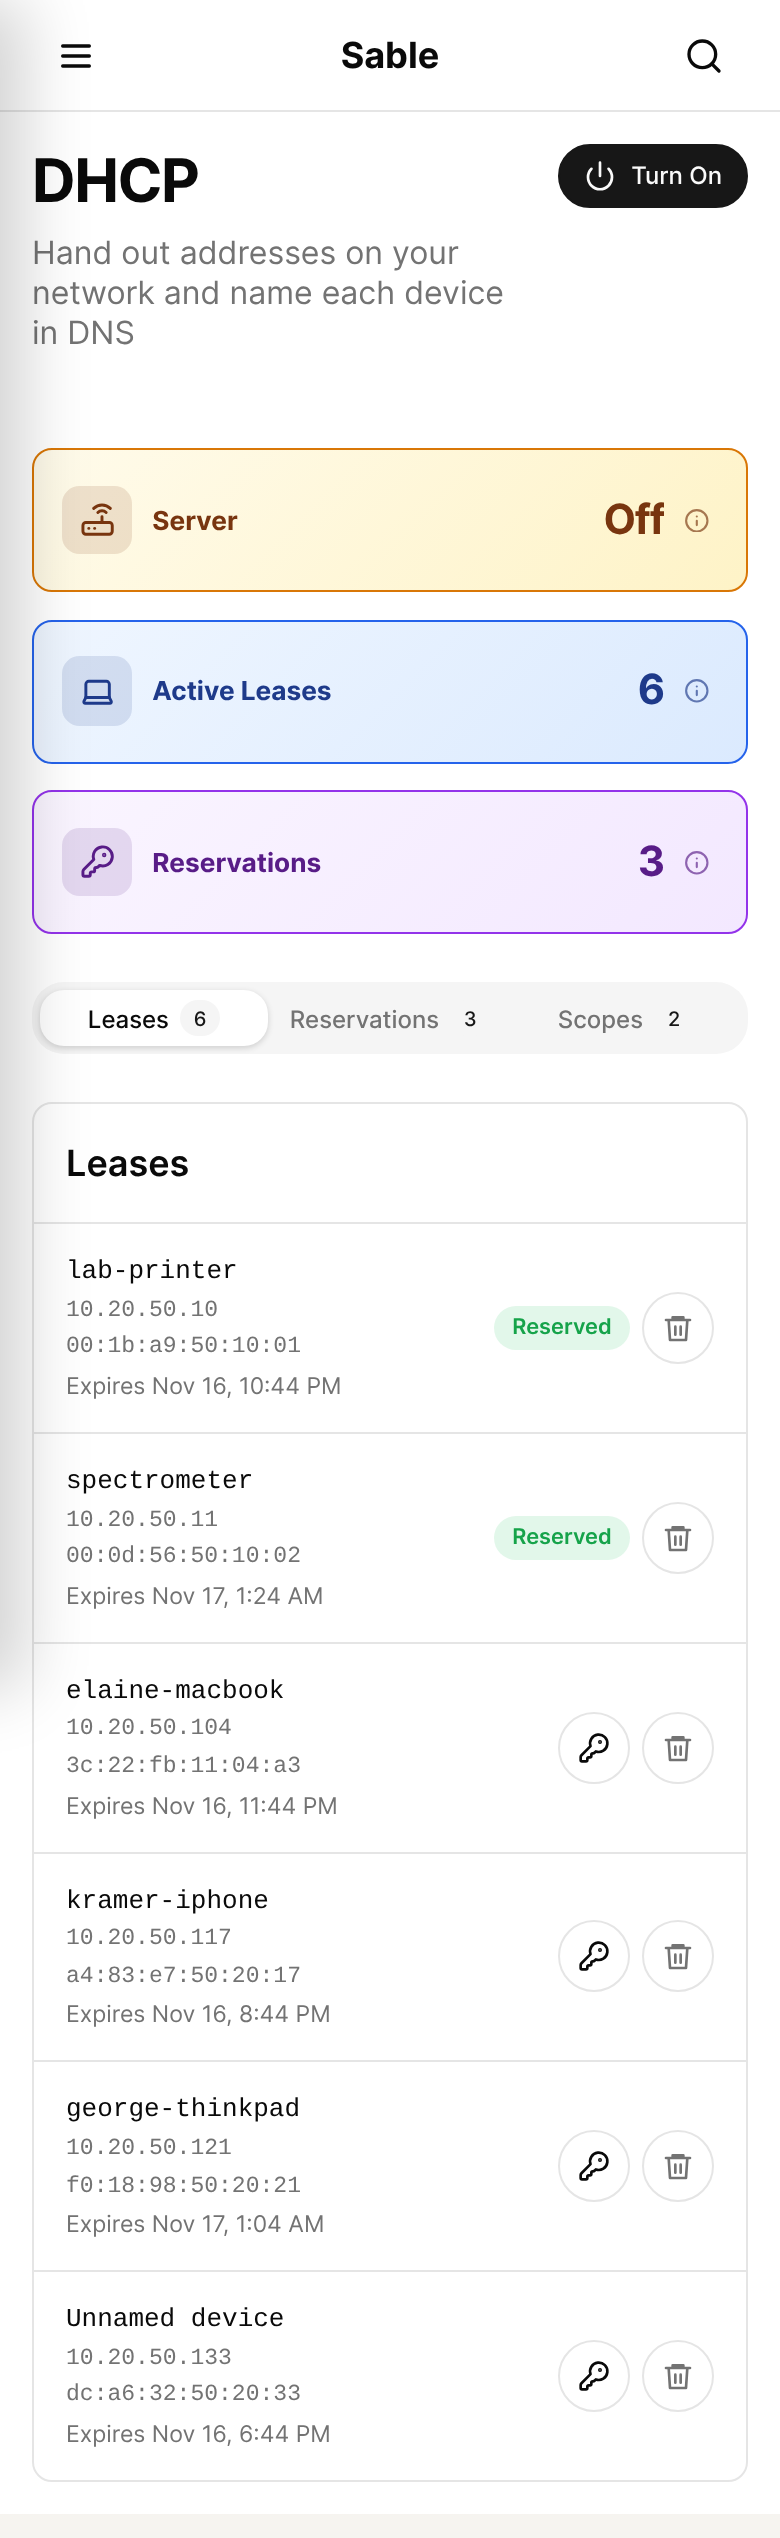 Sable
DHCP
Turn On
Hand out addresses on your
network and name each device
in DNS
Server
Off
Active Leases
6
Reservations
3
Leases 6
Reservations 3
Scopes 2
Leases
lab-printer
10.20.50.10
00:1b:a9:50:10:01
Expires Nov 16, 10:44 PM
Reserved
spectrometer
10.20.50.11
00:0d:56:50:10:02
Expires Nov 17, 1:24 AM
Reserved
elaine-macbook
10.20.50.104
3c:22:fb:11:04:a3
Expires Nov 16, 11:44 PM
kramer-iphone
10.20.50.117
a4:83:e7:50:20:17
Expires Nov 16, 8:44 PM
george-thinkpad
10.20.50.121
f0:18:98:50:20:21
Expires Nov 17, 1:04 AM
Unnamed device
10.20.50.133
dc:a6:32:50:20:33
Expires Nov 16, 6:44 PM